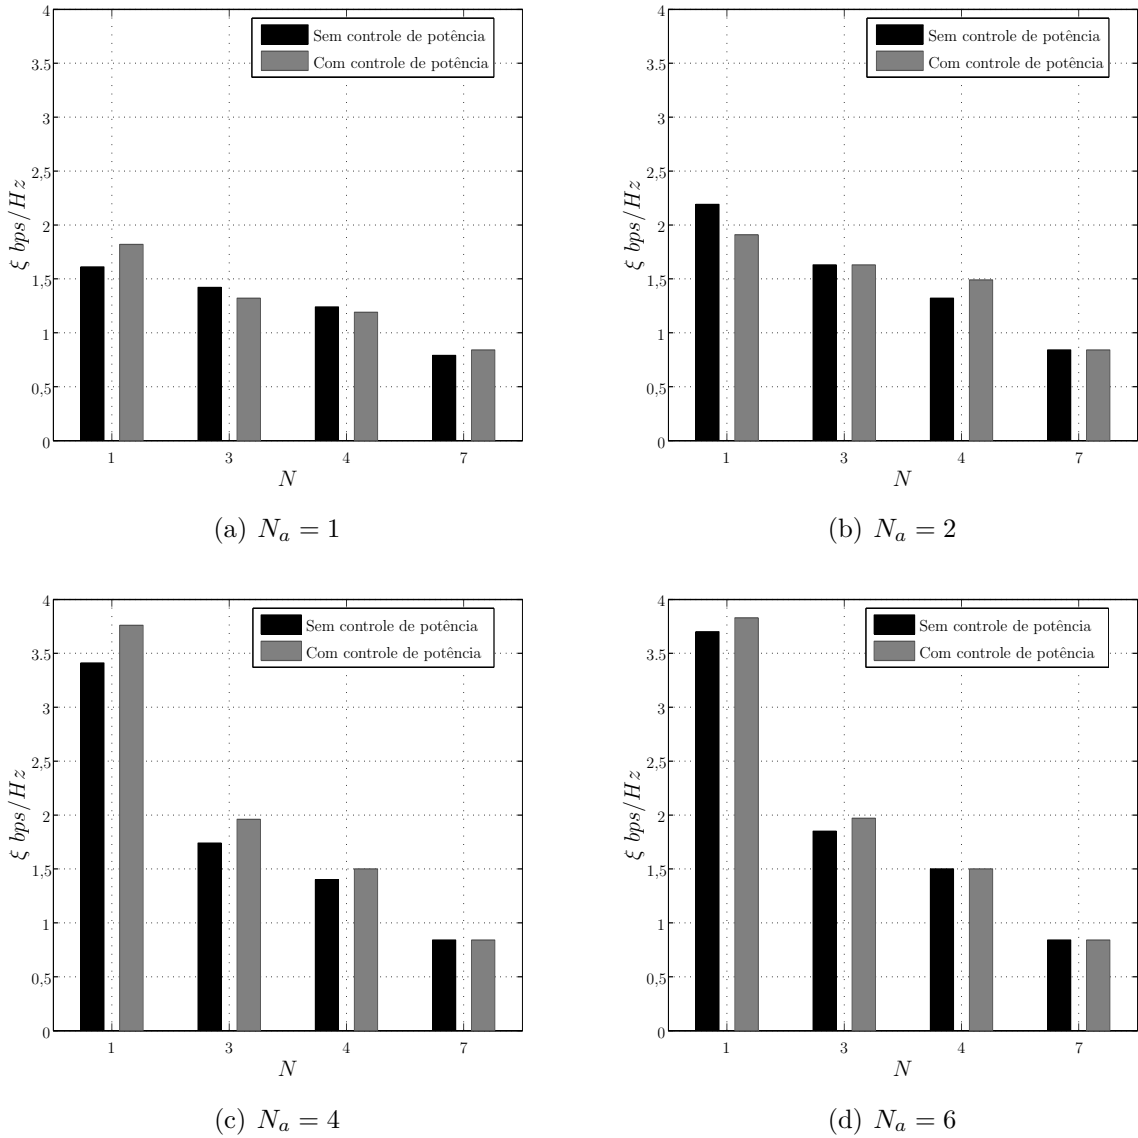 4
3.5
3
2,5
2
1,5
1
0,5
0
ξ bps/Hz
Sem controle de potência
Com controle de potência
1 3 4 7
N
(a) N_a = 1
4
3.5
3
2,5
2
1,5
1
0,5
0
ξ bps/Hz
Sem controle de potência
Com controle de potência
1 3 4 7
N
(b) N_a = 2
4
3.5
3
2,5
2
1,5
1
0,5
0
ξ bps/Hz
Sem controle de potência
Com controle de potência
1 3 4 7
N
(c) N_a = 4
4
3.5
3
2,5
2
1,5
1
0,5
0
ξ bps/Hz
Sem controle de potência
Com controle de potência
1 3 4 7
N
(d) N_a = 6